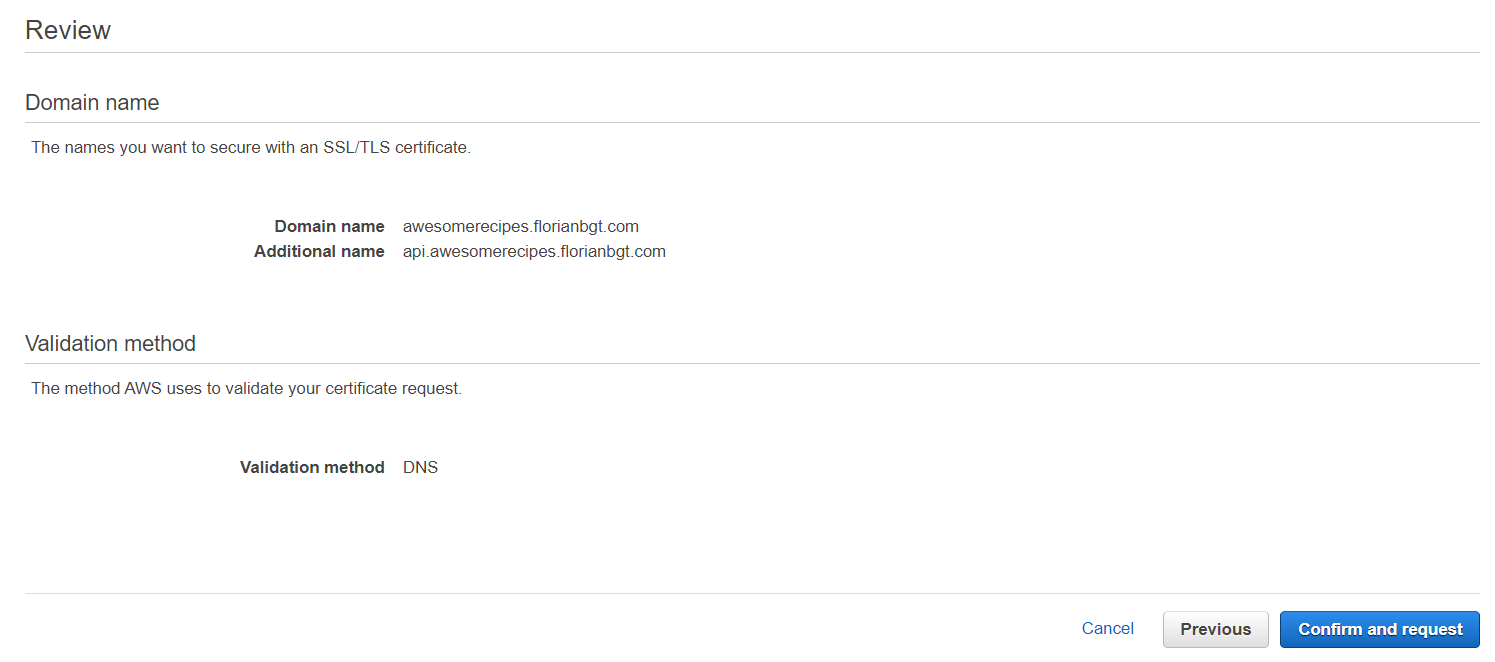 Review
Domain name
The names you want to secure with an SSL/TLS certificate.
Domain name awesomerecipes.florianbgt.com
Additional name api.awesomerecipes.florianbgt.com
Validation method
The method AWS uses to validate your certificate request.
Validation method DNS
Cancel Previous Confirm and request